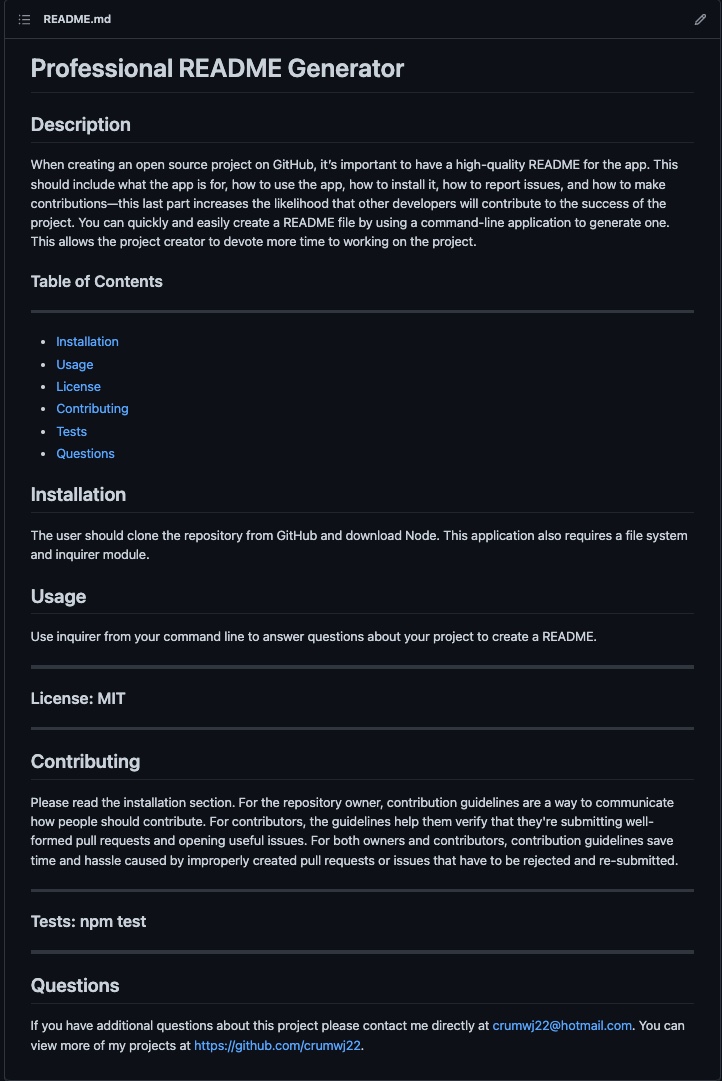 README.md
Professional README Generator
Description
When creating an open source project on GitHub, it’s important to have a high-quality README for the app. This
should include what the app is for, how to use the app, how to install it, how to report issues, and how to make
contributions—this last part increases the likelihood that other developers will contribute to the success of the
project. You can quickly and easily create a README file by using a command-line application to generate one.
This allows the project creator to devote more time to working on the project.
Table of Contents
Installation
Usage
License
Contributing
Tests
Questions
Installation
The user should clone the repository from GitHub and download Node. This application also requires a file system
and inquirer module.
Usage
Use inquirer from your command line to answer questions about your project to create a README.
License: MIT
Contributing
Please read the installation section. For the repository owner, contribution guidelines are a way to communicate
how people should contribute. For contributors, the guidelines help them verify that they're submitting well-
formed pull requests and opening useful issues. For both owners and contributors, contribution guidelines save
time and hassle caused by improperly created pull requests or issues that have to be rejected and re-submitted.
Tests: npm test
Questions
If you have additional questions about this project please contact me directly at crumwj22@hotmail.com. You can
view more of my projects at https://github.com/crumwj22.